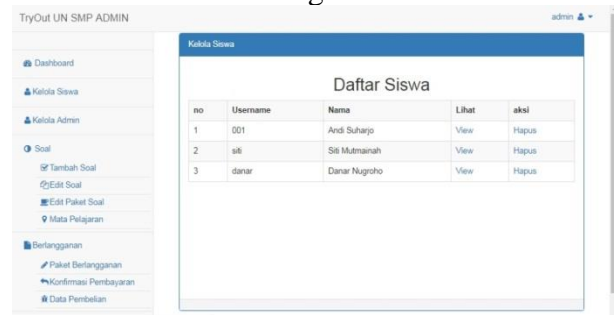 TryOut UN SMP ADMIN
admin
Dashboard
Kelola Siswa
Kelola Admin
Soal
Tambah Soal
Edit Soal
Edit Paket Soal
Mata Pelajaran
Berlangganan
Paket Berlangganan
Konfirmasi Pembayaran
Data Pembelian
Kelola Siswa
Daftar Siswa
no Username Nama Lihat aksi
1 001 Andi Suharjo View Hapus
2 siti Siti Mutmainah View Hapus
3 danar Danar Nugroho View Hapus